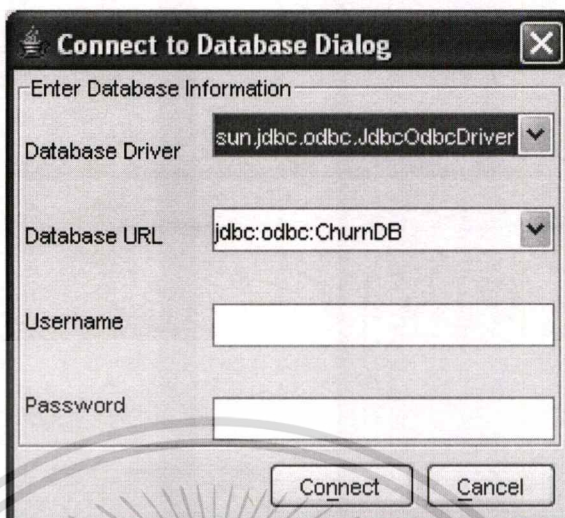 Connect to Database Dialog
Enter Database Information
Database Driver
sun.jdbc.odbc.JdbcOdbcDriver
Database URL
jdbc:odbc:ChurnDB
Username
Password
Connect
Cancel